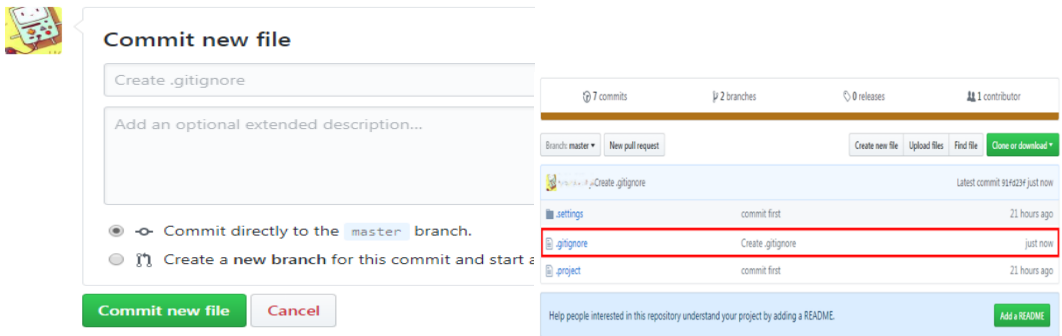 Commit new file
Create .gitignore
Add an optional extended description...
Commit directly to the master branch.
Create a new branch for this commit and start a
Commit new file Cancel
7 commits 2 branches 0 releases 1 contributor
Branch: master New pull request Create new file Upload files Find file Clone or download
Create .gitignore Latest commit 91fd23f just now
.settings commit first 21 hours ago
.gitignore Create .gitignore just now
.project commit first 21 hours ago
Help people interested in this repository understand your project by adding a README. Add a README